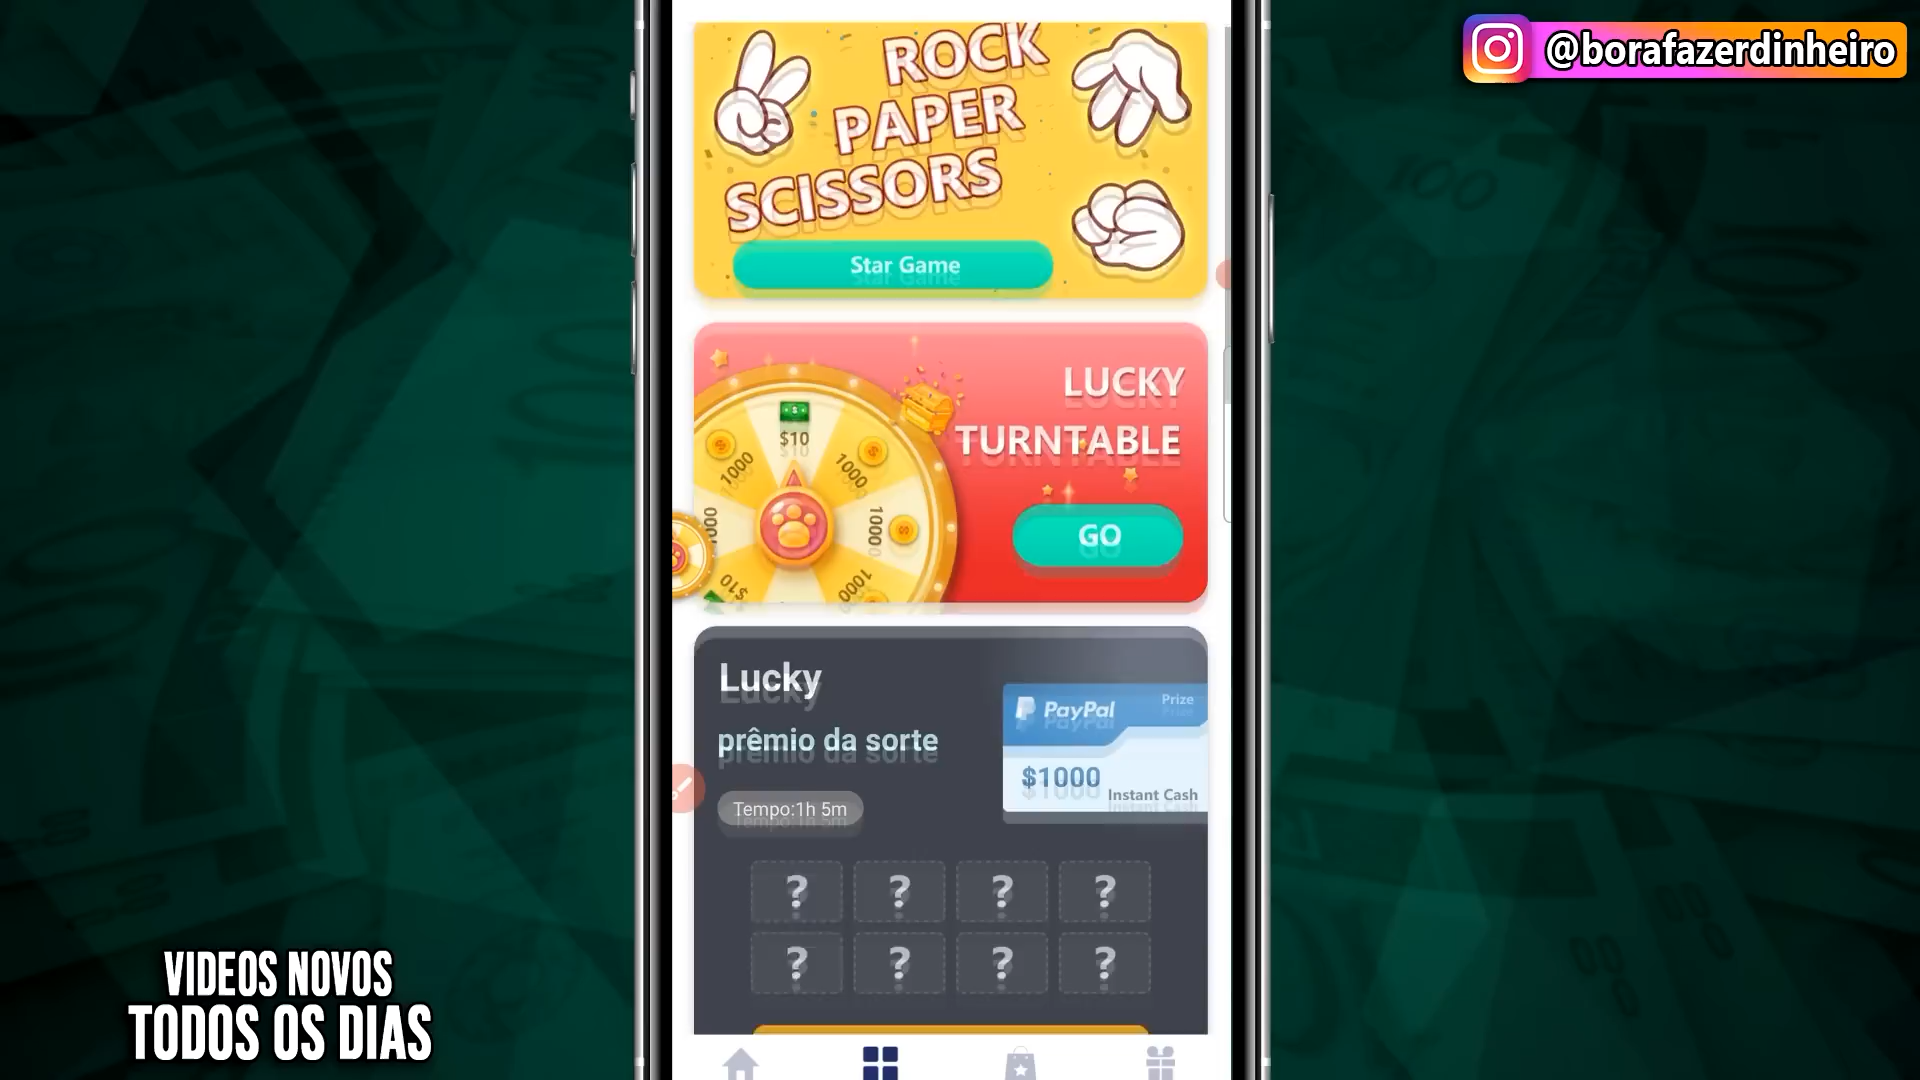 @borafazerdinheiro
ROCK
PAPER
SCISSORS
Star Game
LUCKY
TURNTABLE
$10
1000
1000
1000
1000
$10
GO
Lucky
prêmio da sorte
Tempo:1h 5m
PayPal
Prize
$1000
Instant Cash
? ? ? ?
? ? ? ?
VIDEOS NOVOS
TODOS OS DIAS